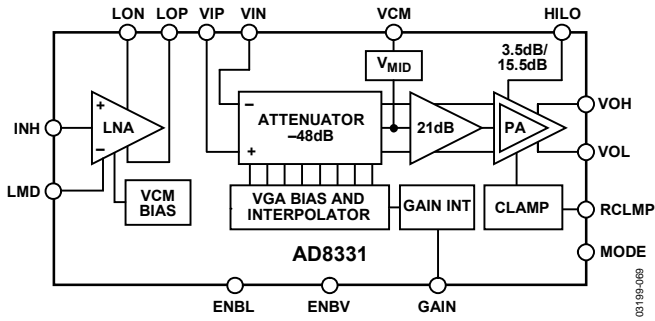 LON LOP VIP VIN VCM HILO
3.5dB/
15.5dB
VMID
INH
+
LNA
–
–
ATTENUATOR
–48dB
+
21dB
PA
VOH
VOL
LMD
VCM
BIAS
VGA BIAS AND
INTERPOLATOR
GAIN INT
CLAMP
RCLMP
AD8331
MODE
ENBL ENBV GAIN
03199-069